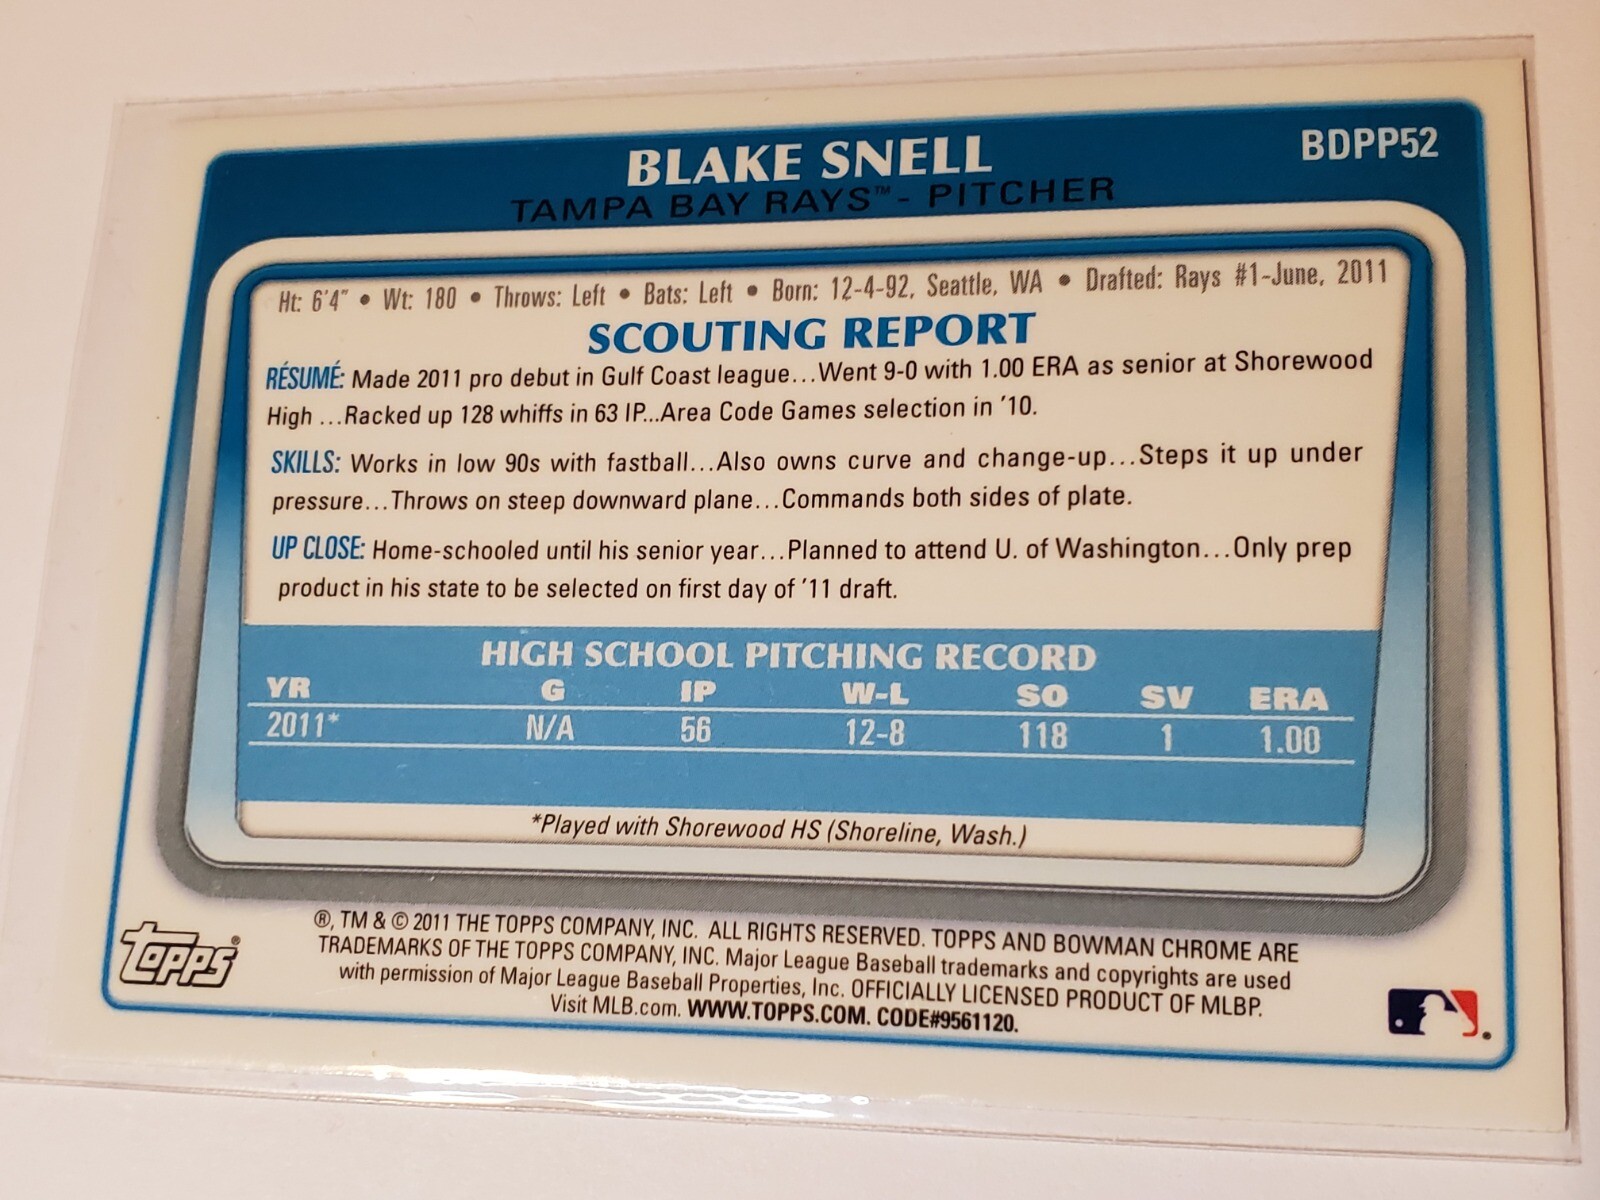 BLAKE SNELL
BDPP52
TAMPA BAY RAYS™ - PITCHER
Ht: 6'4" • Wt: 180 • Throws: Left • Bats: Left • Born: 12-4-92, Seattle, WA • Drafted: Rays #1-June, 2011
SCOUTING REPORT
RÉSUMÉ: Made 2011 pro debut in Gulf Coast league...Went 9-0 with 1.00 ERA as senior at Shorewood
High ...Racked up 128 whiffs in 63 IP...Area Code Games selection in '10.
SKILLS: Works in low 90s with fastball...Also owns curve and change-up...Steps it up under
pressure...Throws on steep downward plane...Commands both sides of plate.
UP CLOSE: Home-schooled until his senior year...Planned to attend U. of Washington...Only prep
product in his state to be selected on first day of '11 draft.
HIGH SCHOOL PITCHING RECORD
YR G IP W-L SO SV ERA
2011* N/A 56 12-8 118 1 1.00
*Played with Shorewood HS (Shoreline, Wash.)
®, TM & © 2011 THE TOPPS COMPANY, INC. ALL RIGHTS RESERVED. TOPPS AND BOWMAN CHROME ARE
TRADEMARKS OF THE TOPPS COMPANY, INC. Major League Baseball trademarks and copyrights are used
with permission of Major League Baseball Properties, Inc. OFFICIALLY LICENSED PRODUCT OF MLBP.
Visit MLB.com. WWW.TOPPS.COM. CODE#9561120.
Topps®